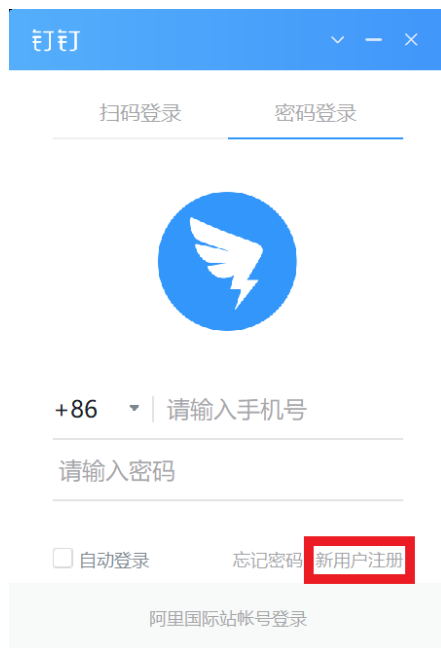 钉钉
扫码登录 密码登录
+86 请输入手机号
请输入密码
自动登录 忘记密码 新用户注册
阿里国际站帐号登录